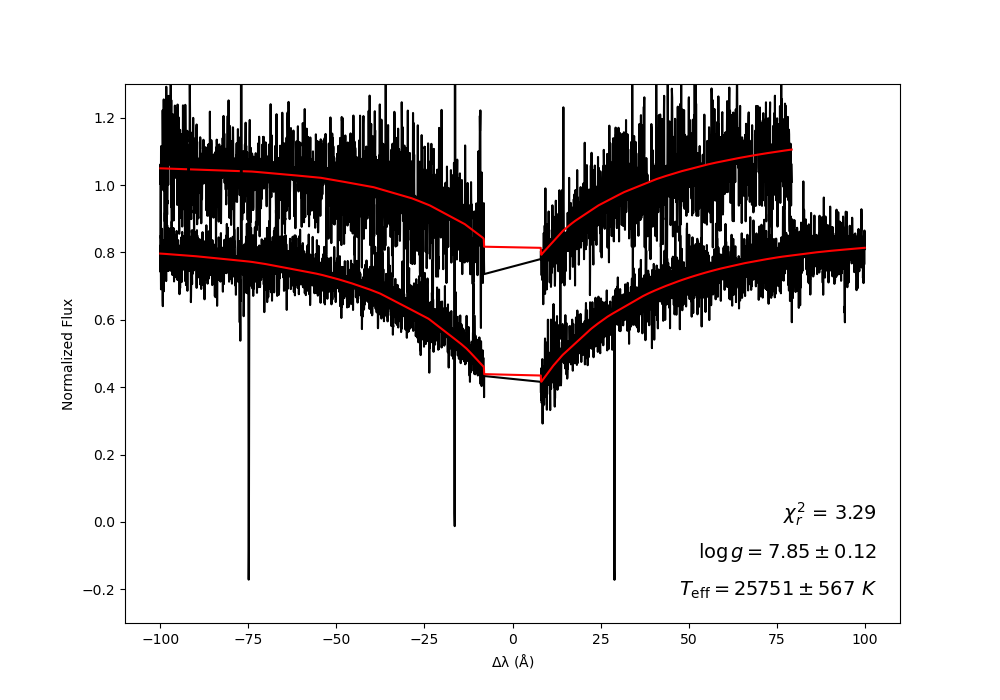 1.2
1.0
0.8
0.6
0.4
0.2
0.0
−0.2
Normalized Flux
−100 −75 −50 −25 0 25 50 75 100
Δλ (Å)
χ²ᵣ = 3.29
log g = 7.85 ± 0.12
T_eff = 25751 ± 567 K